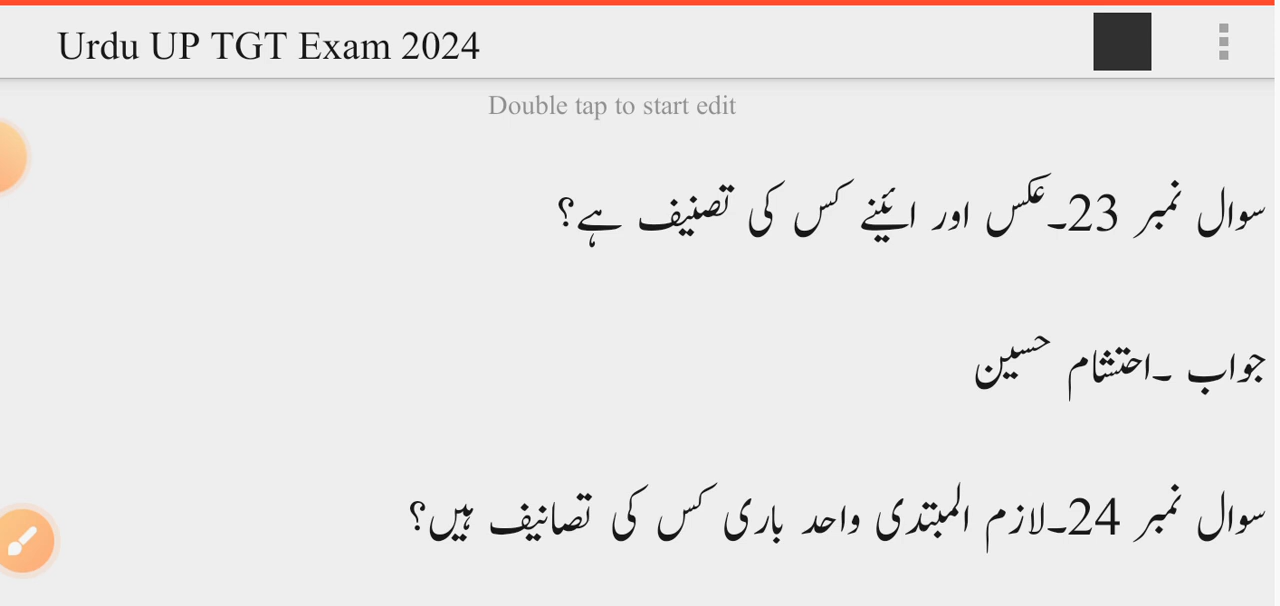 Urdu UP TGT Exam 2024
Double tap to start edit
سوال نمبر 23۔عکس اور ائینے کس کی تصنیف ہے؟
جواب ۔احتشام حسین
سوال نمبر 24۔لازم المبتدی واحد باری کس کی تصانیف ہیں؟